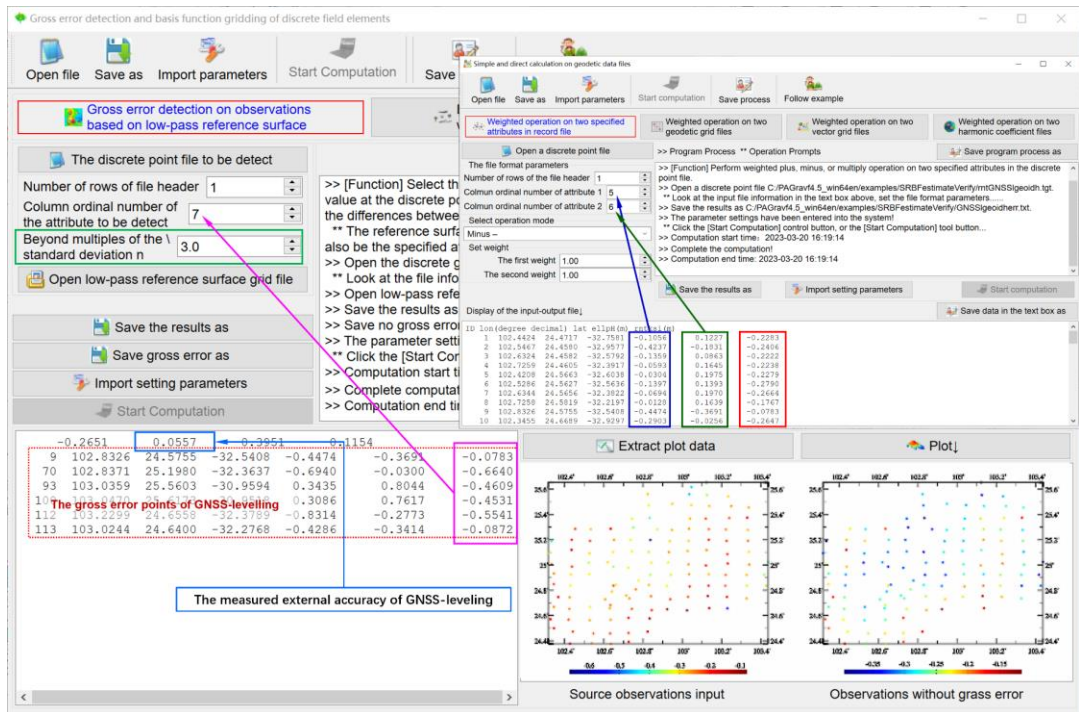 Gross error detection and basis function gridding of discrete field elements
Open file Save as Import parameters Start Computation Save
Gross error detection on observations
based on low-pass reference surface
The discrete point file to be detect
Number of rows of file header 1
Column ordinal number of
the attribute to be detect 7
Beyond multiples of the \
standard deviation n 3.0
Open low-pass reference surface grid file
Save the results as
Save gross error as
Import setting parameters
Start Computation
>> [Function] Select th
value at the discrete po
the differences betwee
** The reference surfa
also be the specified at
>> Open the discrete g
** Look at the file info
>> Open low-pass refe
>> Save the results as
>> Save no gross error
>> The parameter setti
** Click the [Start Cor
>> Computation start ti
>> Complete computat
>> Computation end tin
Simple and direct calculation on geodetic data files
Open file Save as Import parameters Start computation Save process Follow example
Weighted operation on two specified
attributes in record file
Weighted operation on two
geodetic grid files
Weighted operation on two
vector grid files
Weighted operation on two
harmonic coefficient files
Open a discrete point file
The file format parameters
Number of rows of the file header 1
Colmun ordinal number of attribute 1 5
Colmun ordinal number of attribute 2 6
Select operation mode
Minus –
Set weight
The first weight 1.00
The second weight 1.00
>> Program Process ** Operation Prompts
Save program process as
>> [Function] Perform weighted plus, minus, or multiply operation on two specified attributes in the discrete
point file.
>> Open a discrete point file C:/PAGravf4.5_win64en/examples/SRBFestimateVerify/rntGNSSlgeoidh.tgt.
** Look at the input file information in the text box above, set the file format parameters......
>> Save the results as C:/PAGravf4.5_win64en/examples/SRBFestimateVerify/GNSSlgeoidherr.txt.
>> The parameter settings have been entered into the system!
** Click the [Start Computation] control button, or the [Start Computation] tool button...
>> Computation start time: 2023-03-20 16:19:14
>> Complete the computation!
>> Computation end time: 2023-03-20 16:19:14
Save the results as Import setting parameters Start computation
Display of the input-output file↓
Save data in the text box as
ID lon(degree decimal) lat ellpH(m) rntksi(m)
1 102.4424 24.4717 -32.7581 -0.1056 0.1227 -0.2283
2 102.5467 24.4580 -32.9577 -0.4237 -0.1831 -0.2406
3 102.6324 24.4582 -32.5792 -0.1359 0.0863 -0.2222
4 102.7259 24.4605 -32.3917 -0.0593 0.1645 -0.2238
5 102.4208 24.5663 -32.6038 -0.0304 0.1975 -0.2279
6 102.5286 24.5627 -32.5636 -0.1397 0.1393 -0.2790
7 102.6344 24.5656 -32.3822 -0.0694 0.1970 -0.2664
8 102.7258 24.5819 -32.2197 -0.0128 0.1639 -0.1767
9 102.8326 24.5755 -32.5408 -0.4474 -0.3691 -0.0783
10 102.3455 24.6689 -32.9297 -0.2903 -0.0256 -0.2647
-0.2651 0.0557 -0.3951 0.1154
9 102.8326 24.5755 -32.5408 -0.4474 -0.3691 -0.0783
70 102.8371 25.1980 -32.3637 -0.6940 -0.0300 -0.6640
93 103.0359 25.5603 -30.9594 0.3435 0.8044 -0.4609
0.3086 0.7617 -0.4531
The gross error points of GNSS-levelling
112 103.2299 24.6558 -32.3789 -0.8314 -0.2773 -0.5541
113 103.0244 24.6400 -32.2768 -0.4286 -0.3414 -0.0872
The measured external accuracy of GNSS-leveling
Extract plot data Plot↓
Source observations input
Observations without grass error